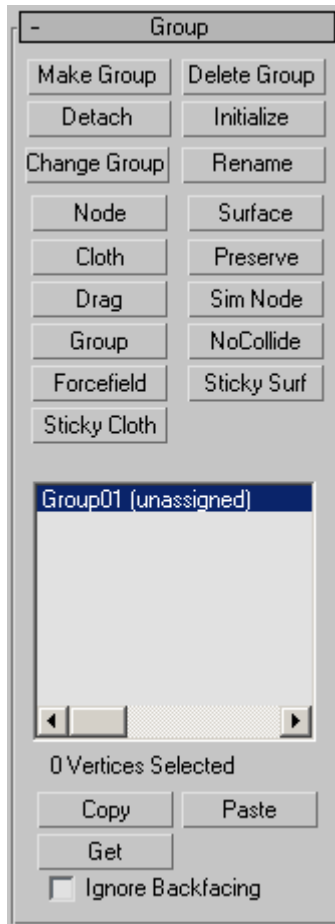 - Group
Make Group Delete Group
Detach Initialize
Change Group Rename
Node Surface
Cloth Preserve
Drag Sim Node
Group NoCollide
Forcefield Sticky Surf
Sticky Cloth
Group01 (unassigned)
0 Vertices Selected
Copy Paste
Get
Ignore Backfacing